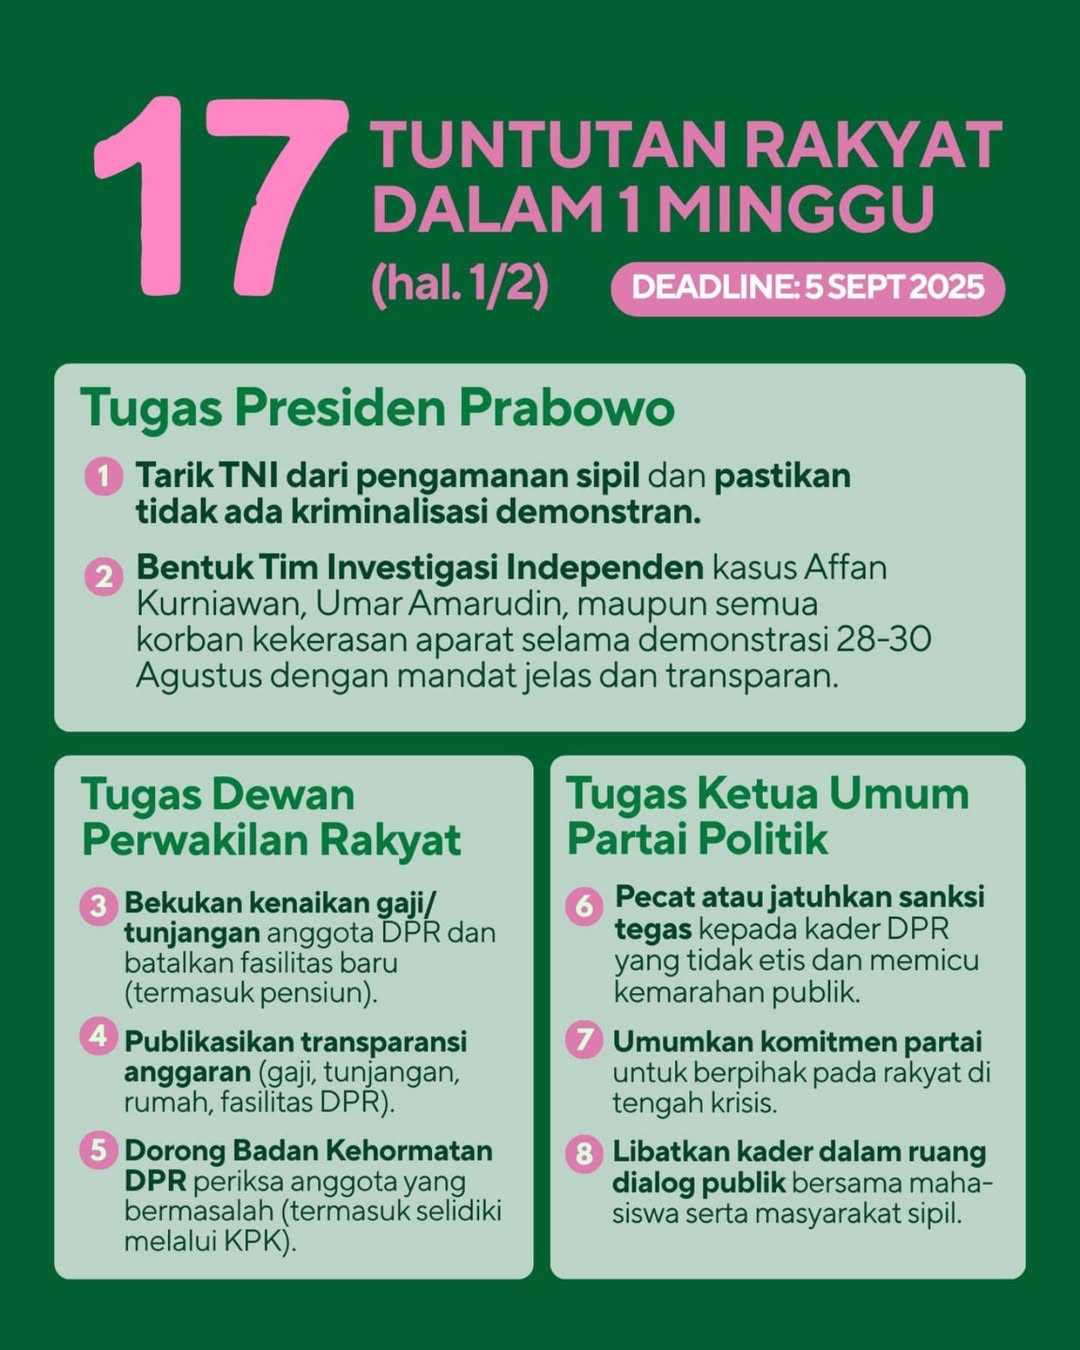 17
TUNTUTAN RAKYAT
DALAM 1 MINGGU
(hal. 1/2)
DEADLINE: 5 SEPT 2025
Tugas Presiden Prabowo
1
Tarik TNI dari pengamanan sipil dan pastikan
tidak ada kriminalisasi demonstran.
2
Bentuk Tim Investigasi Independen kasus Affan
Kurniawan, Umar Amarudin, maupun semua
korban kekerasan aparat selama demonstrasi 28-30
Agustus dengan mandat jelas dan transparan.
Tugas Dewan
Perwakilan Rakyat
3
Bekukan kenaikan gaji/
tunjangan anggota DPR dan
batalkan fasilitas baru
(termasuk pensiun).
4
Publikasikan transparansi
anggaran (gaji, tunjangan,
rumah, fasilitas DPR).
5
Dorong Badan Kehormatan
DPR periksa anggota yang
bermasalah (termasuk selidiki
melalui KPK).
Tugas Ketua Umum
Partai Politik
6
Pecat atau jatuhkan sanksi
tegas kepada kader DPR
yang tidak etis dan memicu
kemarahan publik.
7
Umumkan komitmen partai
untuk berpihak pada rakyat di
tengah krisis.
8
Libatkan kader dalam ruang
dialog publik bersama maha-
siswa serta masyarakat sipil.